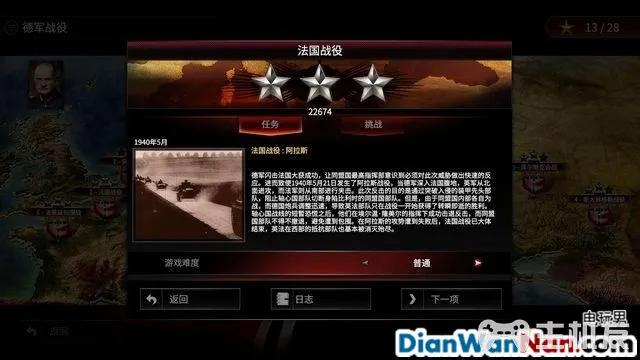 德军战役
13 / 28
法国战役
22674
任务
挑战
1940年5月
法国战役 : 阿拉斯
德军闪击法国大获成功，让同盟国最高指挥部意识到必须对此次威胁做出快速的反
应。进而致使1940年5月21日发生了阿拉斯战役。当德军深入法国腹地，英军从北
面进攻，而法军则从南部进行突击。此次反击的目的是通过突破入侵的装甲先头部
队，阻止轴心国部队切断身陷比利时的同盟国部队。但是，由于同盟国内部各自为
战，而德国炮兵调整迅速，导致英法部队只在战役一开始获得了转瞬即逝的胜利。
轴心国战线的短暂恐慌之后，他们在埃尔温·隆美尔的指挥下成功击退反击，而同盟
国部队不得不撤退，避免遭到包围。在阿拉斯的攻势遭到失败后，法国战役已大体
结束，英法在西部的抵抗部队也基本被消灭殆尽。
游戏难度
普通
返回
日志
下一项
返回
电玩男
主机客
DianWanNan.com